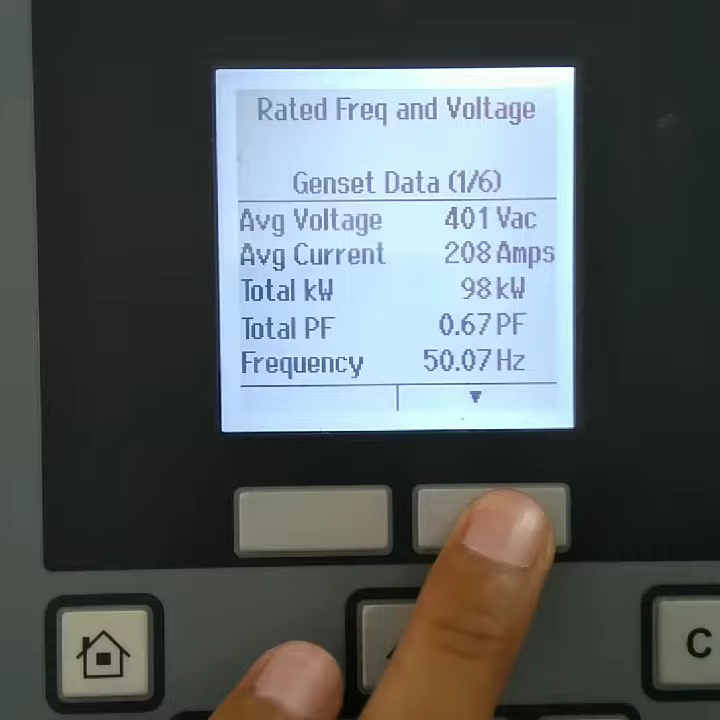 Rated Freq and Voltage
Genset Data (1/6)
Avg Voltage 401 Vac
Avg Current 208 Amps
Total kW 98 kW
Total PF 0.67 PF
Frequency 50.07 Hz
C